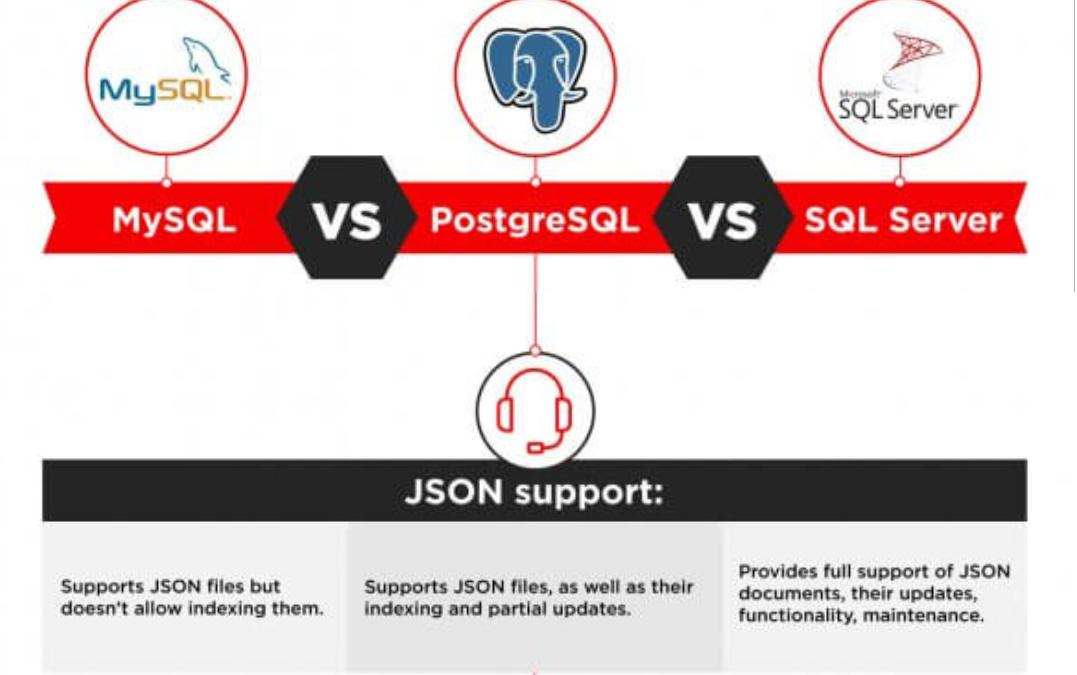 MySQL
Microsoft
SQL Server
MySQL
VS
PostgreSQL
VS
SQL Server
JSON support:
Supports JSON files but
doesn't allow indexing them.
Supports JSON files, as well as their
indexing and partial updates.
Provides full support of JSON
documents, their updates,
functionality, maintenance.